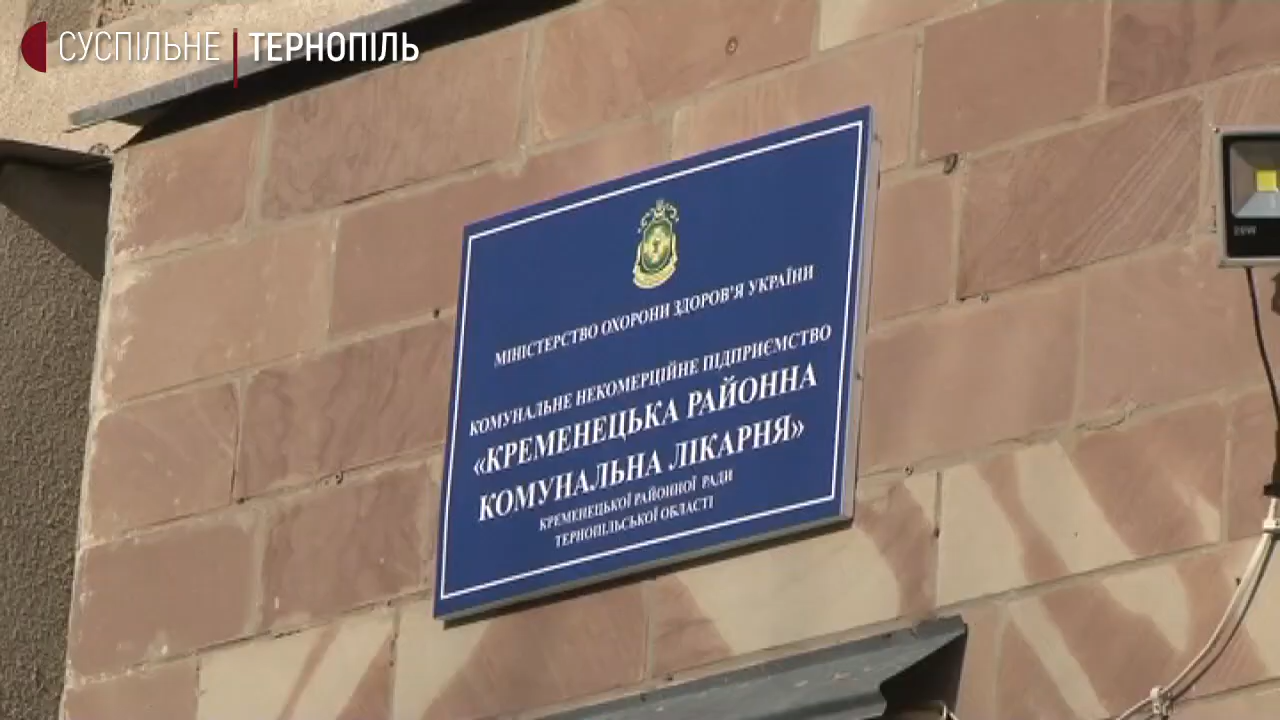 СУСПІЛЬНЕ ТЕРНОПІЛЬ
МІНІСТЕРСТВО ОХОРОНИ ЗДОРОВ'Я УКРАЇНИ
КОМУНАЛЬНЕ НЕКОМЕРЦІЙНЕ ПІДПРИЄМСТВО
«КРЕМЕНЕЦЬКА РАЙОННА
КОМУНАЛЬНА ЛІКАРНЯ»
КРЕМЕНЕЦЬКОЇ РАЙОННОЇ РАДИ
ТЕРНОПІЛЬСЬКОЇ ОБЛАСТІ